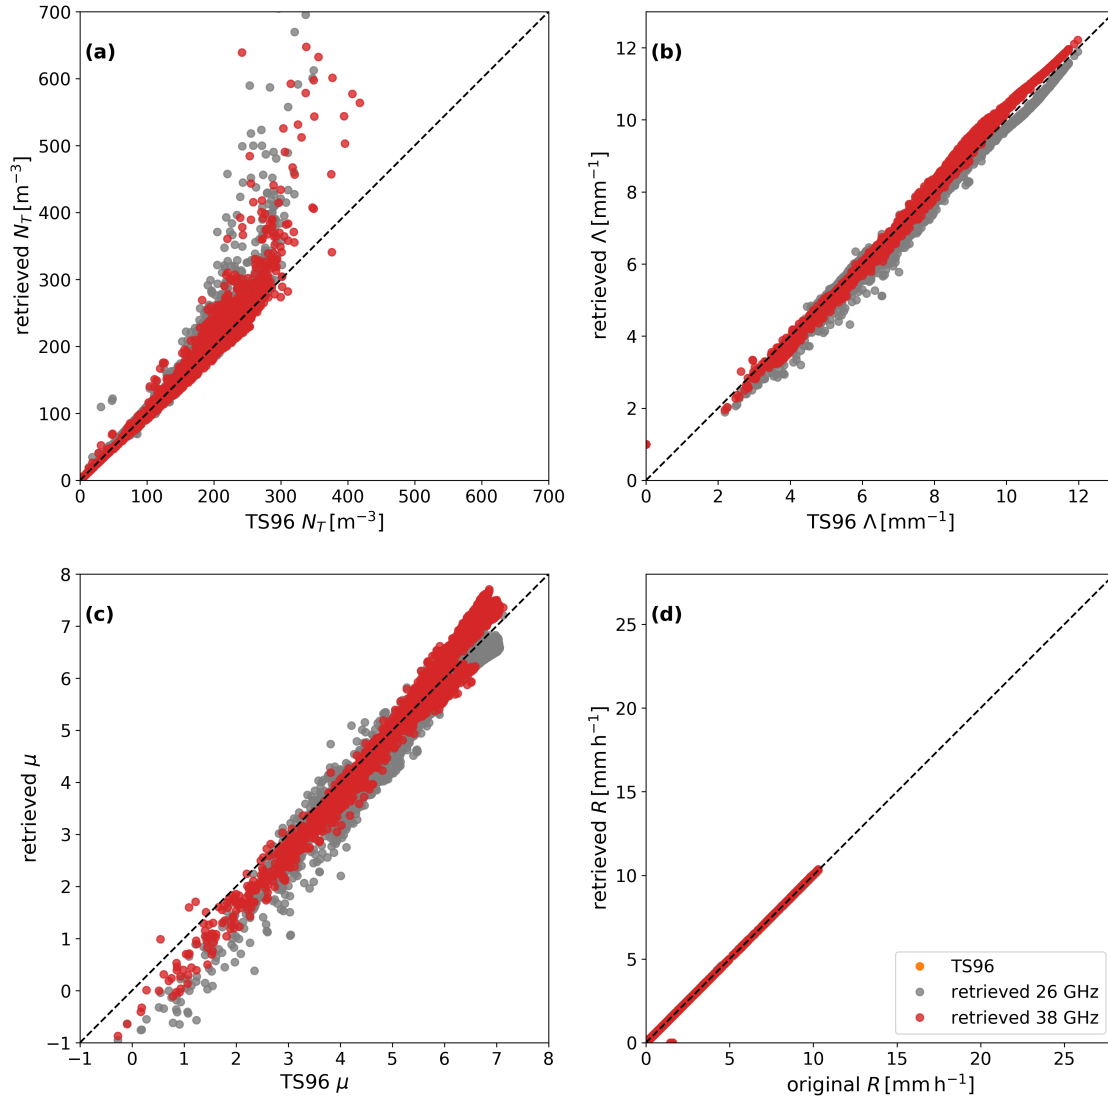 (a)
700
600
500
400
300
200
100
0
retrieved N_T [m⁻³]
0 100 200 300 400 500 600 700
TS96 N_T [m⁻³]
(b)
12
10
8
6
4
2
0
retrieved Λ [mm⁻¹]
0 2 4 6 8 10 12
TS96 Λ [mm⁻¹]
(c)
8
7
6
5
4
3
2
1
0
−1
retrieved μ
−1 0 1 2 3 4 5 6 7 8
TS96 μ
(d)
25
20
15
10
5
0
retrieved R [mm h⁻¹]
TS96
retrieved 26 GHz
retrieved 38 GHz
0 5 10 15 20 25
original R [mm h⁻¹]